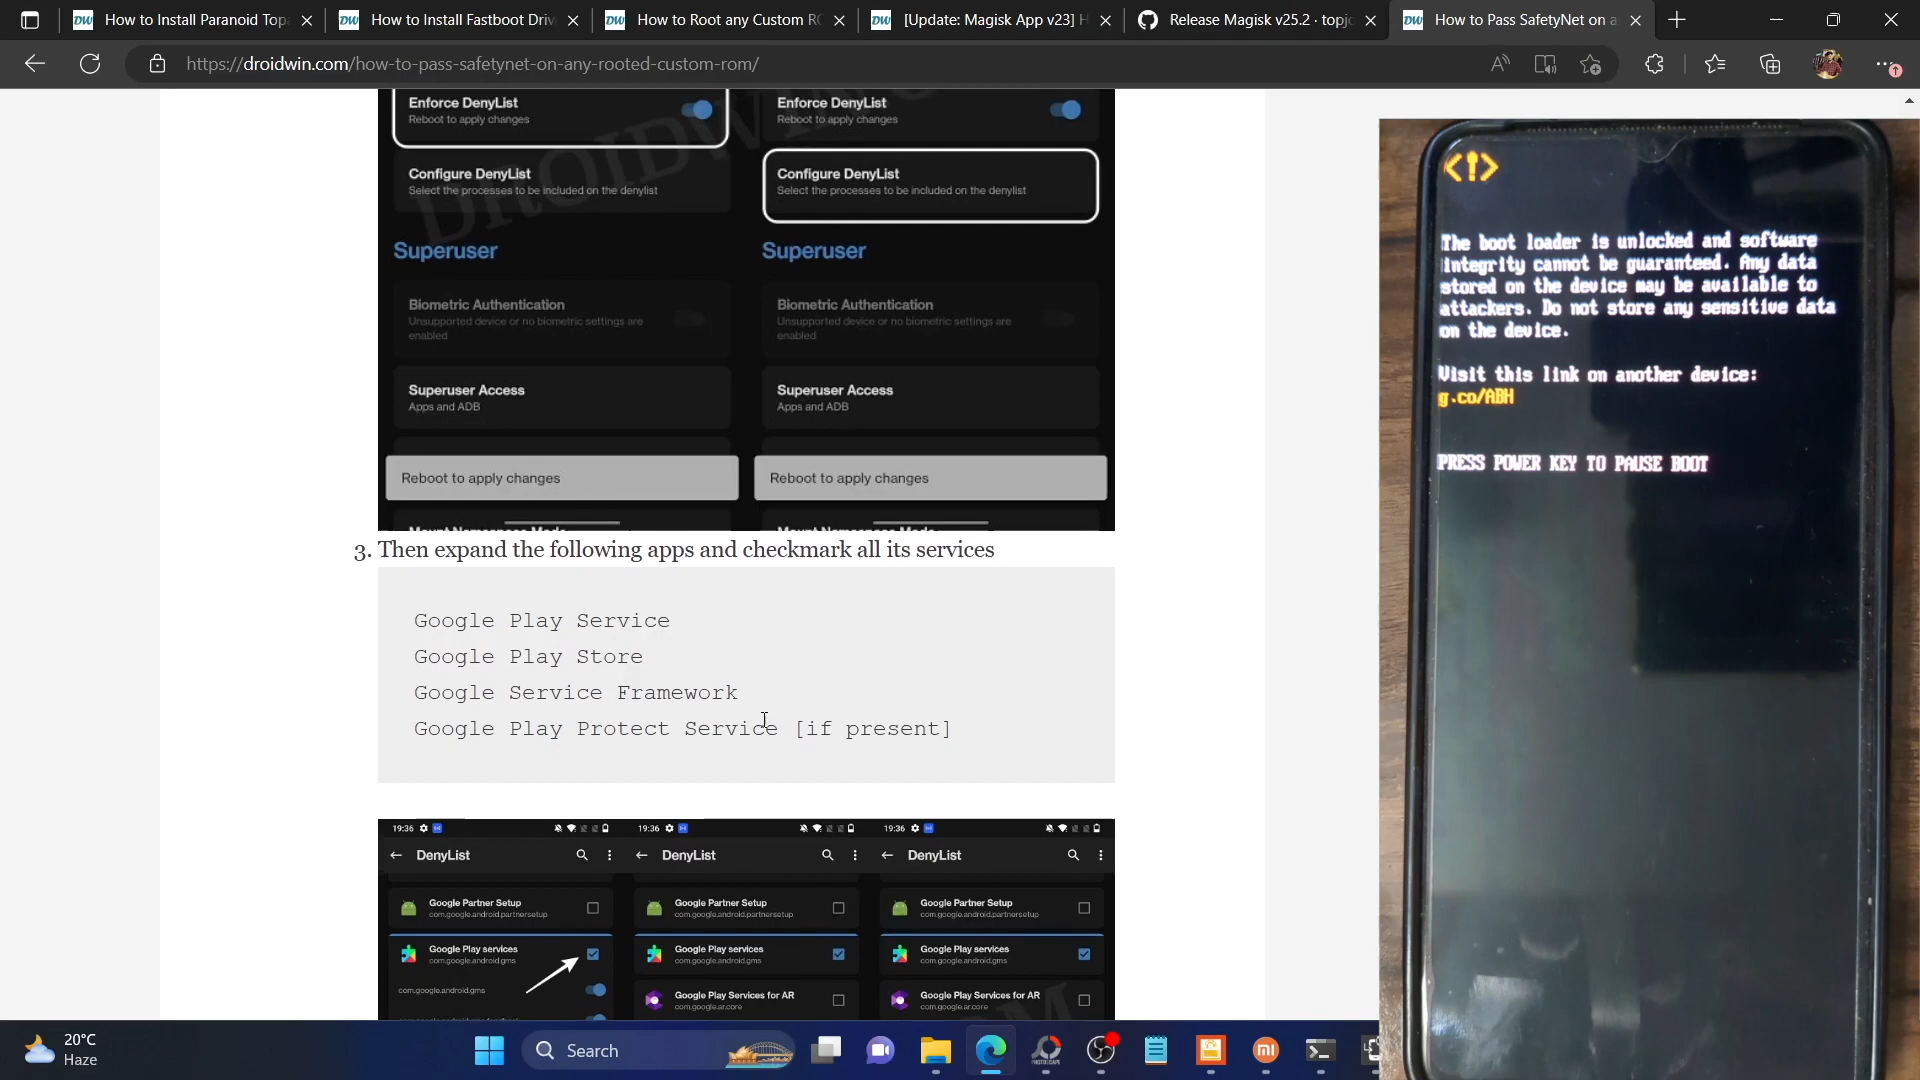 How to Install Paranoid Topa
How to Install Fastboot Driv
How to Root any Custom RO
[Update: Magisk App v23] H
Release Magisk v25.2 · topjo
How to Pass SafetyNet on a
https://droidwin.com/how-to-pass-safetynet-on-any-rooted-custom-rom/
Enforce DenyList
Reboot to apply changes
Enforce DenyList
Reboot to apply changes
Configure DenyList
Select the processes to be included on the denylist
Configure DenyList
Select the processes to be included on the denylist
Superuser
Superuser
Biometric Authentication
Unsupported device or no biometric settings are
enabled
Biometric Authentication
Unsupported device or no biometric settings are
enabled
Superuser Access
Apps and ADB
Superuser Access
Apps and ADB
Reboot to apply changes
Reboot to apply changes
Mount Namespace Mode
Mount Namespace Mode
3. Then expand the following apps and checkmark all its services
Google Play Service
Google Play Store
Google Service Framework
Google Play Protect Service [if present]
19:36
19:36
19:36
DenyList
DenyList
DenyList
Google Partner Setup
com.google.android.partnersetup
Google Partner Setup
com.google.android.partnersetup
Google Partner Setup
com.google.android.partnersetup
Google Play services
com.google.android.gms
Google Play services
com.google.android.gms
Google Play services
com.google.android.gms
com.google.android.gms
Google Play Services for AR
com.google.ar.core
Google Play Services for AR
com.google.ar.core
<!>
The boot loader is unlocked and software
integrity cannot be guaranteed. Any data
stored on the device may be available to
attackers. Do not store any sensitive data
on the device.
Visit this link on another device:
g.co/ABH
PRESS POWER KEY TO PAUSE BOOT
20°C
Haze
Search